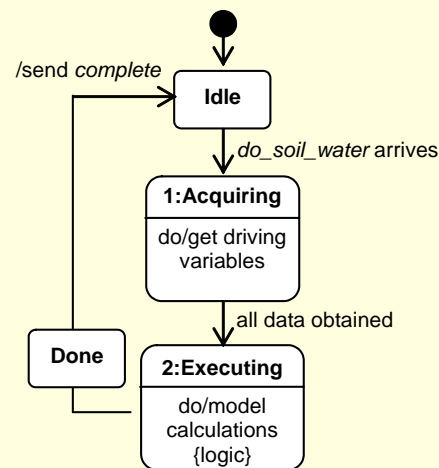 /send complete
Idle
do_soil_water arrives
1:Acquiring
do/get driving
variables
all data obtained
Done
2:Executing
do/model
calculations
{logic}